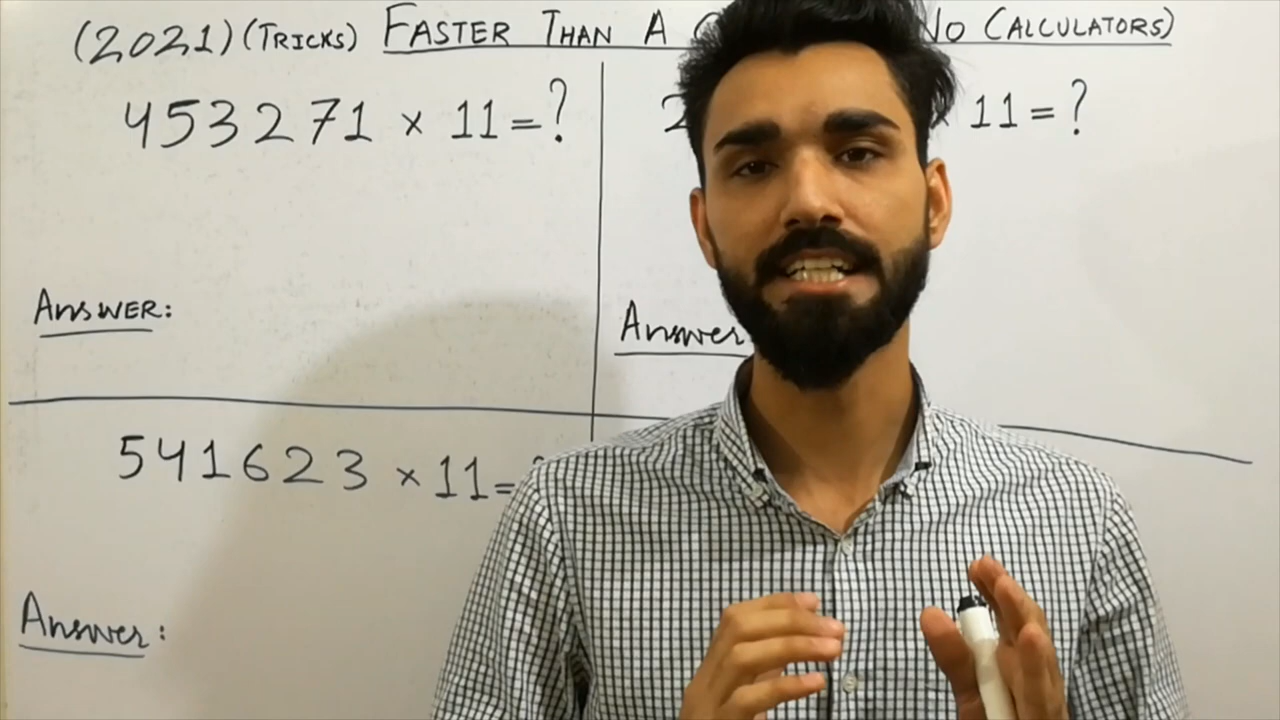 (2021) (TRICKS) FASTER THAN A NO CALCULATORS)
453271 × 11 = ?
× 11 = ?
ANSWER:
Answer
541623 × 11 =
Answer: